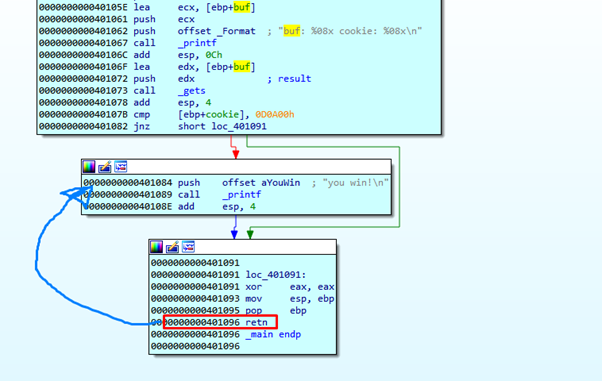 000000000040105E lea     ecx, [ebp+buf]
0000000000401061 push    ecx
0000000000401062 push    offset _Format  ; "buf: %08x cookie: %08x\n"
0000000000401067 call    _printf
000000000040106C add     esp, 0Ch
000000000040106F lea     edx, [ebp+buf]
0000000000401072 push    edx             ; result
0000000000401073 call    _gets
0000000000401078 add     esp, 4
000000000040107B cmp     [ebp+cookie], 0D0A00h
0000000000401082 jnz     short loc_401091
0000000000401084 push    offset aYouWin  ; "you win!\n"
0000000000401089 call    _printf
000000000040108E add     esp, 4
0000000000401091
0000000000401091 loc_401091:
0000000000401091 xor     eax, eax
0000000000401093 mov     esp, ebp
0000000000401095 pop     ebp
0000000000401096 retn
0000000000401096 _main endp
0000000000401096